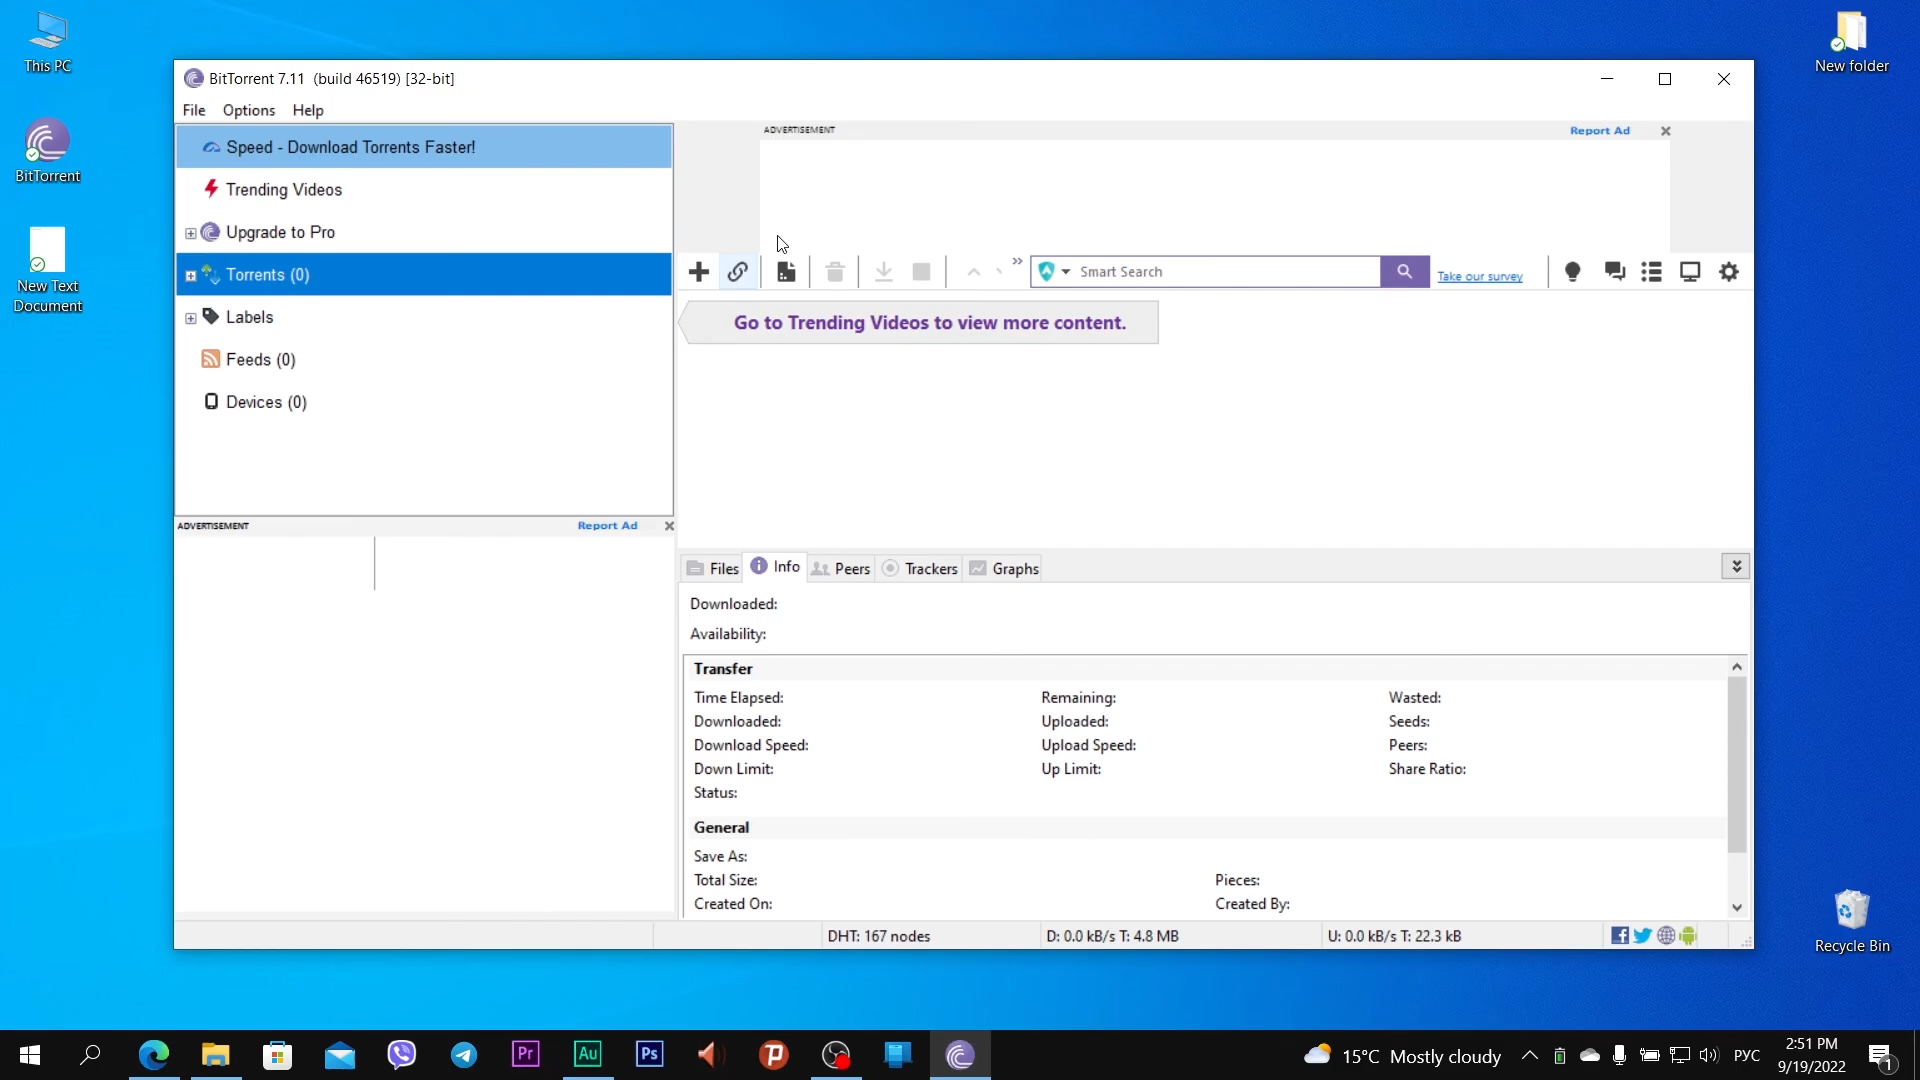 This PC
BitTorrent
New Text
Document
New folder
Recycle Bin
BitTorrent 7.11 (build 46519) [32-bit]
File Options Help
Speed - Download Torrents Faster!
Trending Videos
Upgrade to Pro
Torrents (0)
Labels
Feeds (0)
Devices (0)
ADVERTISEMENT Report Ad
ADVERTISEMENT Report Ad
Smart Search
Take our survey
Go to Trending Videos to view more content.
Files Info Peers Trackers Graphs
Downloaded:
Availability:
Transfer
Time Elapsed: Remaining: Wasted:
Downloaded: Uploaded: Seeds:
Download Speed: Upload Speed: Peers:
Down Limit: Up Limit: Share Ratio:
Status:
General
Save As:
Total Size: Pieces:
Created On: Created By:
DHT: 167 nodes D: 0.0 kB/s T: 4.8 MB U: 0.0 kB/s T: 22.3 kB
Pr Au Ps
15°C Mostly cloudy
РУС
2:51 PM
9/19/2022
1